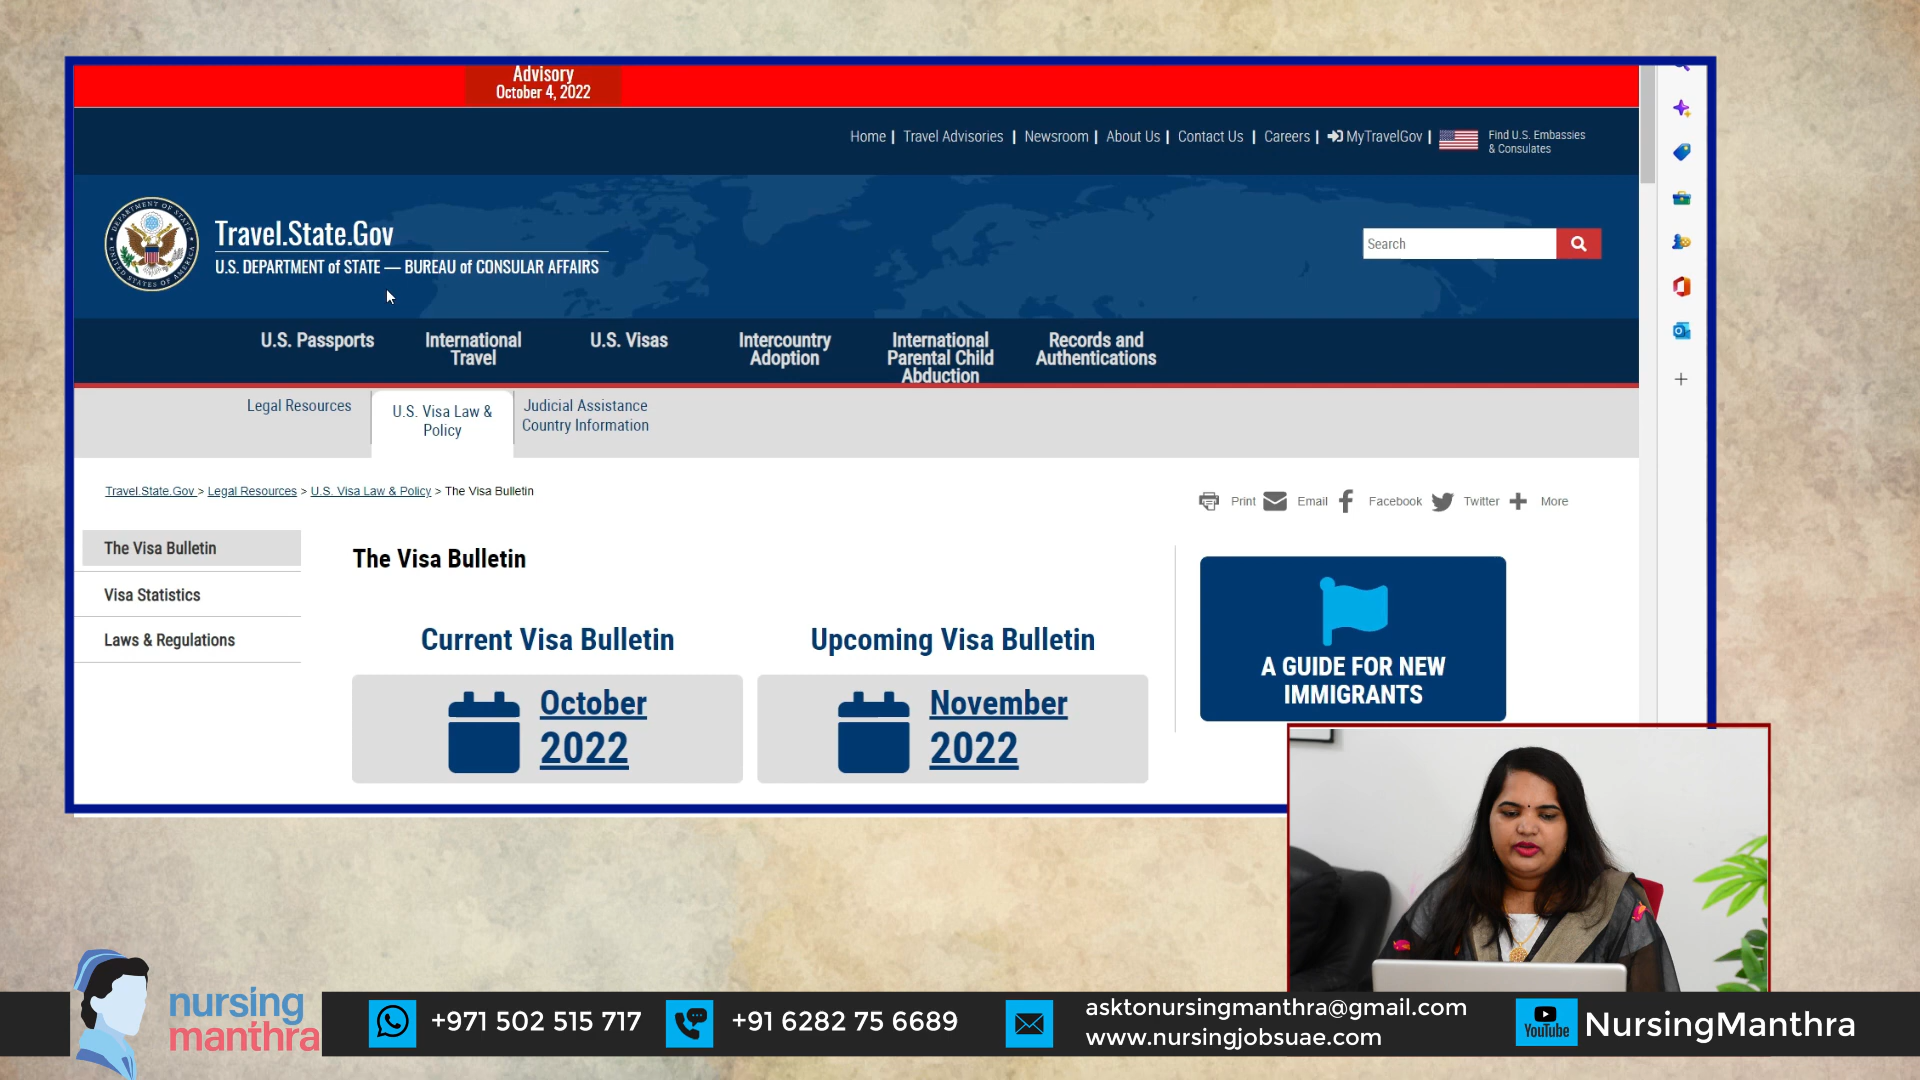 Advisory
October 4, 2022
Home | Travel Advisories | Newsroom | About Us | Contact Us | Careers | MyTravelGov | Find U.S. Embassies
& Consulates
Travel.State.Gov
U.S. DEPARTMENT of STATE — BUREAU of CONSULAR AFFAIRS
Search
U.S. Passports
International
Travel
U.S. Visas
Intercountry
Adoption
International
Parental Child
Abduction
Records and
Authentications
Legal Resources
U.S. Visa Law &
Policy
Judicial Assistance
Country Information
Travel.State.Gov > Legal Resources > U.S. Visa Law & Policy > The Visa Bulletin
Print Email Facebook Twitter More
The Visa Bulletin
Visa Statistics
Laws & Regulations
The Visa Bulletin
Current Visa Bulletin
October
2022
Upcoming Visa Bulletin
November
2022
A GUIDE FOR NEW
IMMIGRANTS
nursing
manthra
+971 502 515 717
+91 6282 75 6689
asktonursingmanthra@gmail.com
www.nursingjobsuae.com
YouTube
NursingManthra